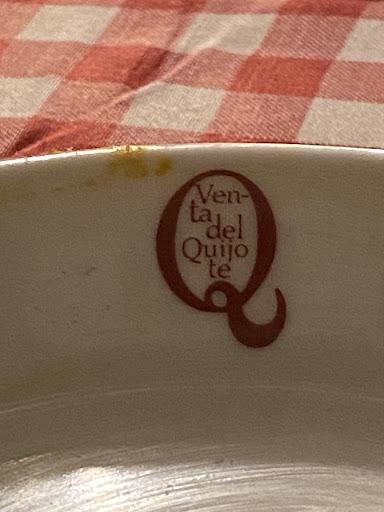 Ven-
ta
del
Quijo
te